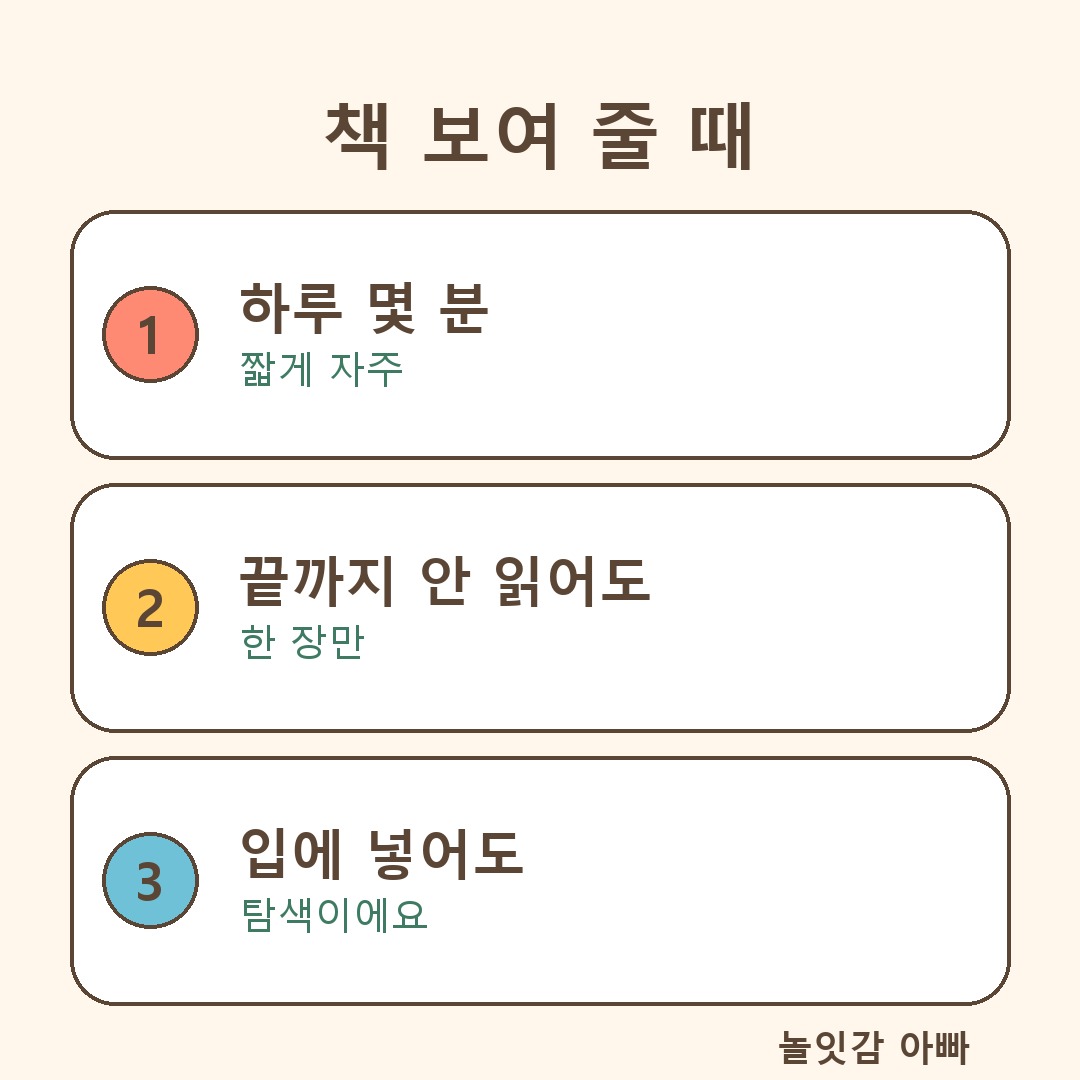 책 보여 줄 때
1
하루 몇 분
짧게 자주
2
끝까지 안 읽어도
한 장만
3
입에 넣어도
탐색이에요
놀잇감 아빠